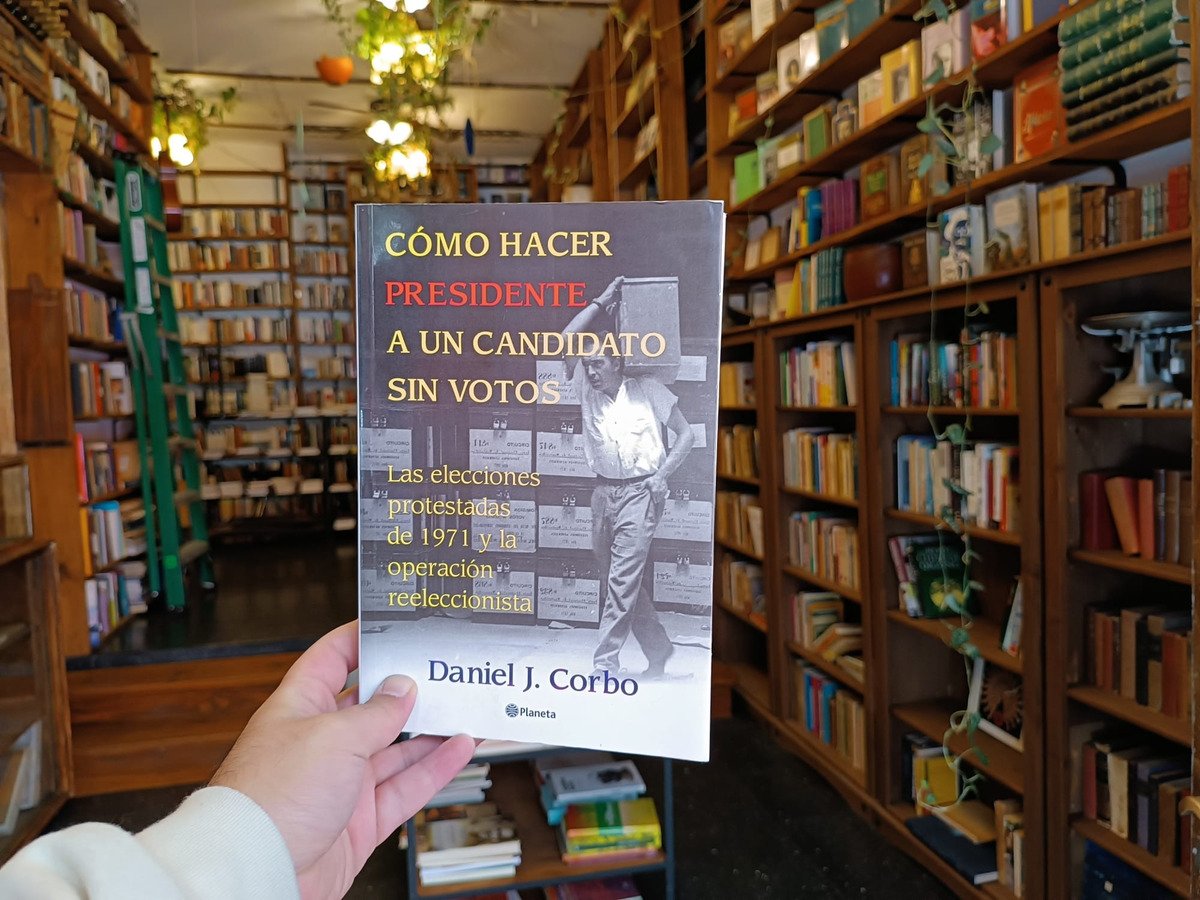 CÓMO HACER
PRESIDENTE
A UN CANDIDATO
SIN VOTOS
Las elecciones
protestadas
de 1971 y la
operación
reeleccionista
Daniel J. Corbo
Planeta